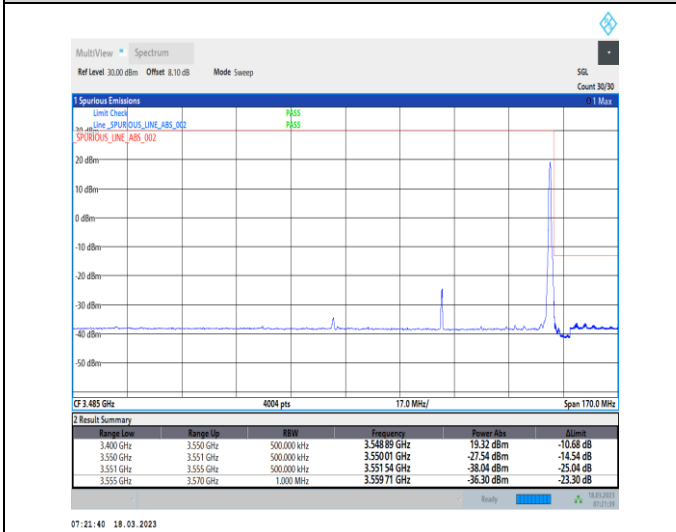 MultiView Spectrum
Ref Level 30.00 dBm Offset 8.10 dB Mode Sweep SGL
Count 30/30
1 Spurious Emissions 1 Max
Limit Check PASS
Line _SPURIOUS_LINE_ABS_002 PASS
_SPURIOUS_LINE_ABS_002
20 dBm
10 dBm
0 dBm
-10 dBm
-20 dBm
-30 dBm
-40 dBm
-50 dBm
CF 3.485 GHz 4004 pts 17.0 MHz/ Span 170.0 MHz
2 Result Summary
Range Low Range Up RBW Frequency Power Abs ΔLimit
3.400 GHz 3.550 GHz 500.000 kHz 3.548 89 GHz 19.32 dBm -10.68 dB
3.550 GHz 3.551 GHz 500.000 kHz 3.550 01 GHz -27.54 dBm -14.54 dB
3.551 GHz 3.555 GHz 500.000 kHz 3.551 54 GHz -38.04 dBm -25.04 dB
3.555 GHz 3.570 GHz 1.000 MHz 3.559 71 GHz -36.30 dBm -23.30 dB
Ready 18.03.2023
07:21:39
07:21:40 18.03.2023